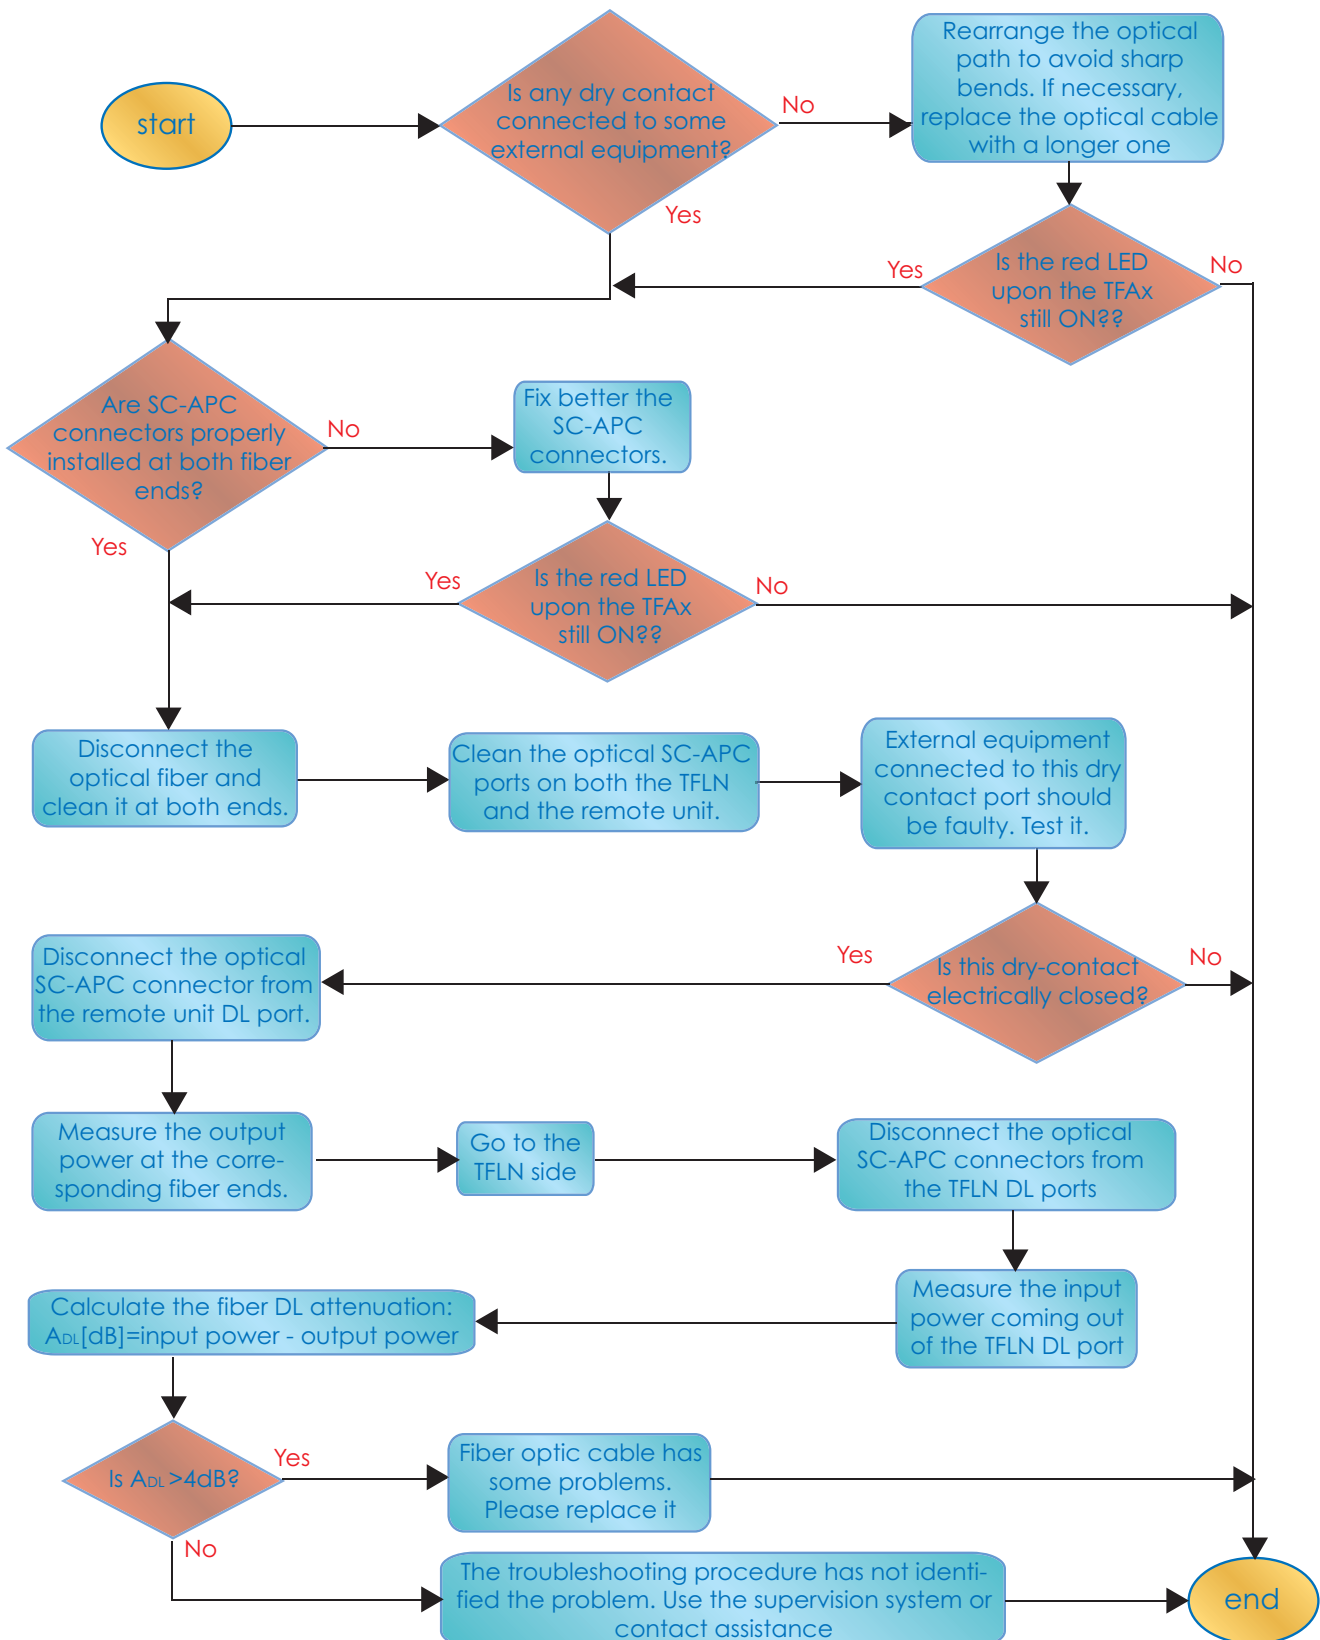 start
Is any dry contact
connected to some
external equipment?
No
Yes
Rearrange the optical
path to avoid sharp
bends. If necessary,
replace the optical cable
with a longer one
Is the red LED
upon the TFAx
still ON??
Yes
No
Are SC-APC
connectors properly
installed at both fiber
ends?
No
Yes
Fix better the
SC-APC
connectors.
Is the red LED
upon the TFAx
still ON??
Yes
No
Disconnect the
optical fiber and
clean it at both ends.
Clean the optical SC-APC
ports on both the TFLN
and the remote unit.
External equipment
connected to this dry
contact port should
be faulty. Test it.
Is this dry-contact
electrically closed?
Yes
No
Disconnect the optical
SC-APC connector from
the remote unit DL port.
Measure the output
power at the corre-
sponding fiber ends.
Go to the
TFLN side
Disconnect the optical
SC-APC connectors from
the TFLN DL ports
Measure the input
power coming out
of the TFLN DL port
Calculate the fiber DL attenuation:
ADL[dB]=input power - output power
Is ADL >4dB?
Yes
No
Fiber optic cable has
some problems.
Please replace it
The troubleshooting procedure has not identi-
fied the problem. Use the supervision system or
contact assistance
end